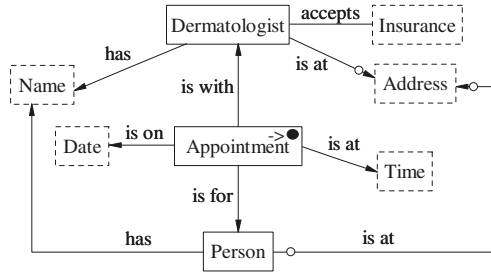 Dermatologist
accepts
Insurance
has
is at
Name
is with
Address
Date
is on
Appointment
->
is at
Time
is for
has
Person
is at